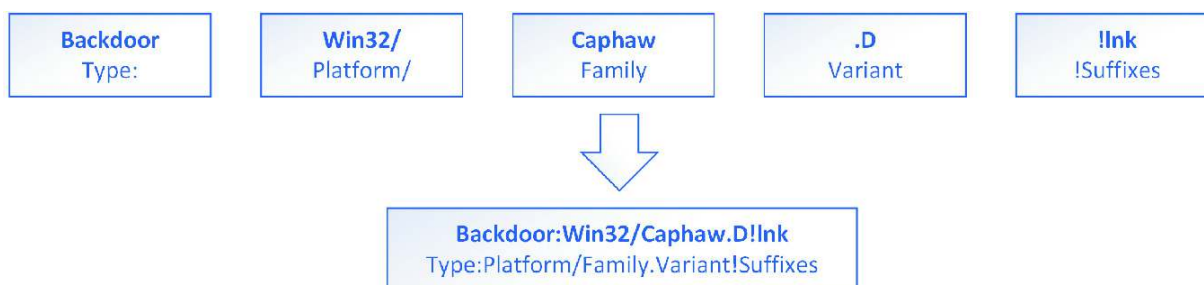 Backdoor
Type:
Win32/
Platform/
Caphaw
Family
.D
Variant
!lnk
!Suffixes
Backdoor:Win32/Caphaw.D!lnk
Type:Platform/Family.Variant!Suffixes